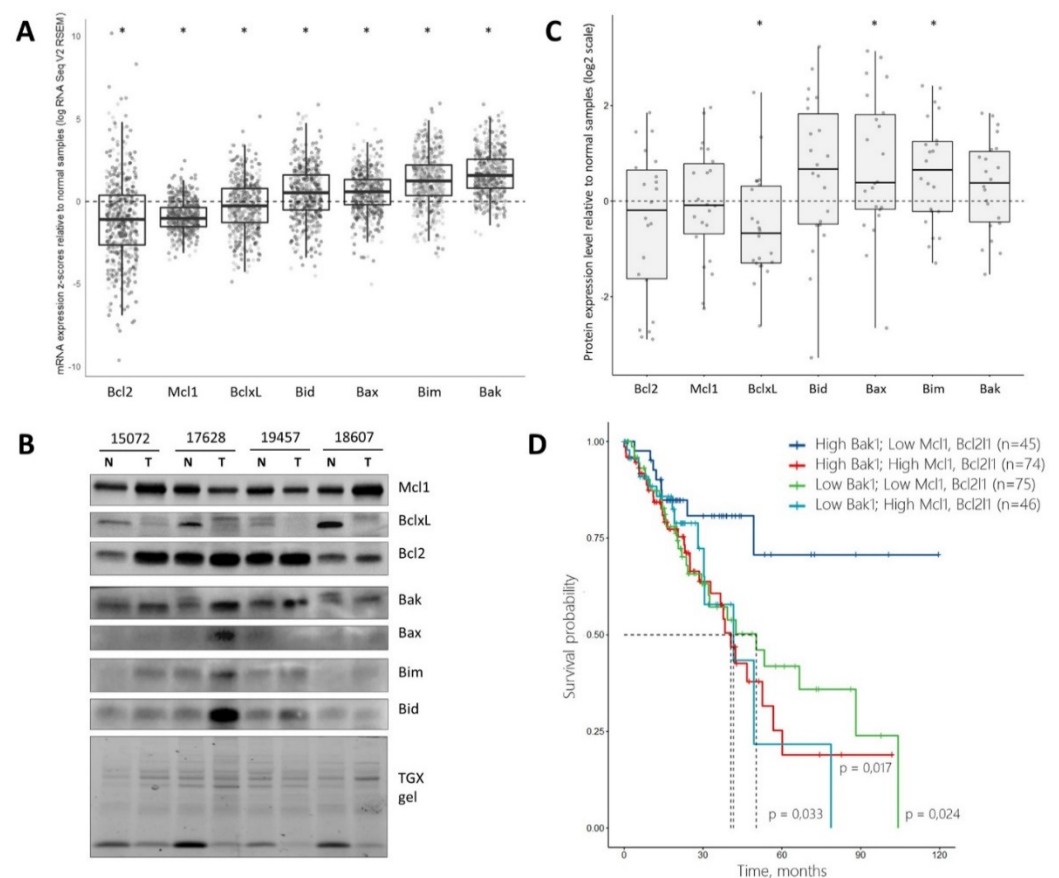 A
mRNA expression z-scores relative to normal samples (log RNA Seq V2 RSEM)
10
5
0
-5
-10
* * * * * * *
Bcl2 Mcl1 BclxL Bid Bax Bim Bak
C
Protein expression level relative to normal samples (log2 scale)
2
0
-2
* * *
Bcl2 Mcl1 BclxL Bid Bax Bim Bak
B
15072 17628 19457 18607
N T N T N T N T
Mcl1
BclxL
Bcl2
Bak
Bax
Bim
Bid
TGX
gel
D
Survival probability
1.00
0.75
0.50
0.25
0.00
High Bak1; Low Mcl1, Bcl2l1 (n=45)
High Bak1; High Mcl1, Bcl2l1 (n=74)
Low Bak1; Low Mcl1, Bcl2l1 (n=75)
Low Bak1; High Mcl1, Bcl2l1 (n=46)
p = 0,017
p = 0,033
p = 0,024
0 30 60 90 120
Time, months